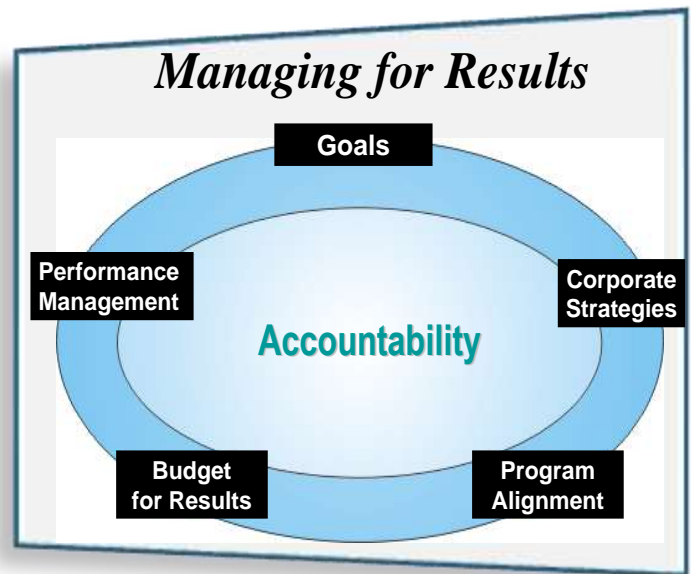 Managing for Results
Goals
Performance
Management
Corporate
Strategies
Accountability
Budget
for Results
Program
Alignment